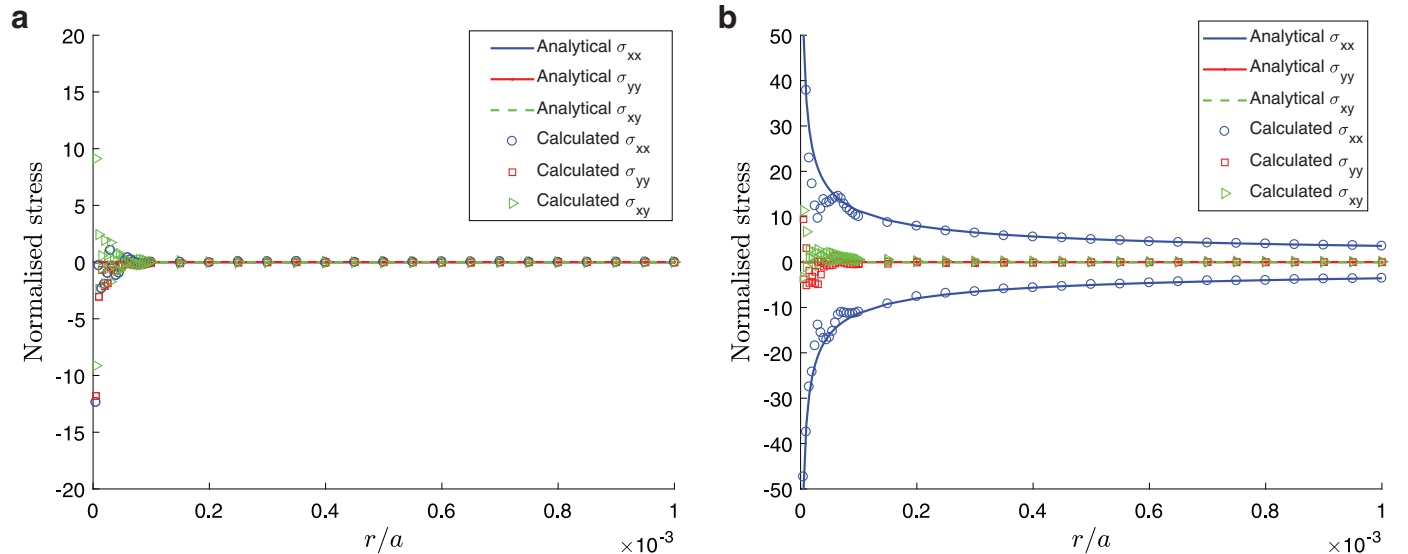 a
20
15
10
5
0
-5
-10
-15
-20
Normalised stress
0
0.2
0.4
0.6
0.8
1
r/a
×10⁻³
Analytical σxx
Analytical σyy
Analytical σxy
Calculated σxx
Calculated σyy
Calculated σxy
b
50
40
30
20
10
0
-10
-20
-30
-40
-50
Normalised stress
0
0.2
0.4
0.6
0.8
1
r/a
×10⁻³
Analytical σxx
Analytical σyy
Analytical σxy
Calculated σxx
Calculated σyy
Calculated σxy